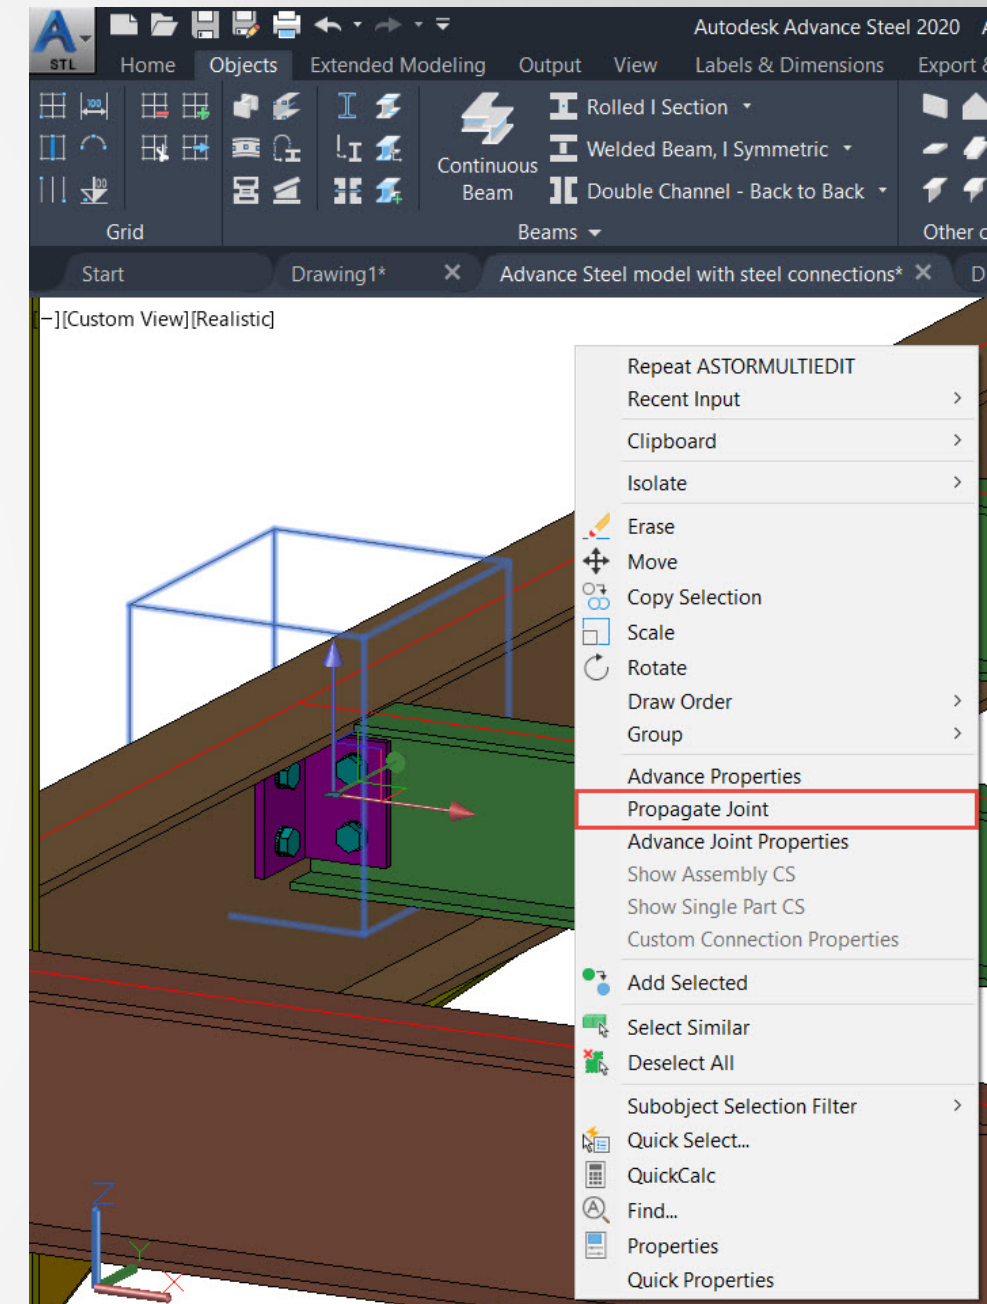 Autodesk Advance Steel 2020
STL
Home Objects Extended Modeling Output View Labels & Dimensions Export &
Rolled I Section
Continuous Beam
Welded Beam, I Symmetric
Double Channel - Back to Back
Grid
Beams
Other
Start
Drawing1*
Advance Steel model with steel connections*
D
[−][Custom View][Realistic]
Repeat ASTORMULTIEDIT
Recent Input
Clipboard
Isolate
Erase
Move
Copy Selection
Scale
Rotate
Draw Order
Group
Advance Properties
Propagate Joint
Advance Joint Properties
Show Assembly CS
Show Single Part CS
Custom Connection Properties
Add Selected
Select Similar
Deselect All
Subobject Selection Filter
Quick Select...
QuickCalc
Find...
Properties
Quick Properties
Z
Y
X